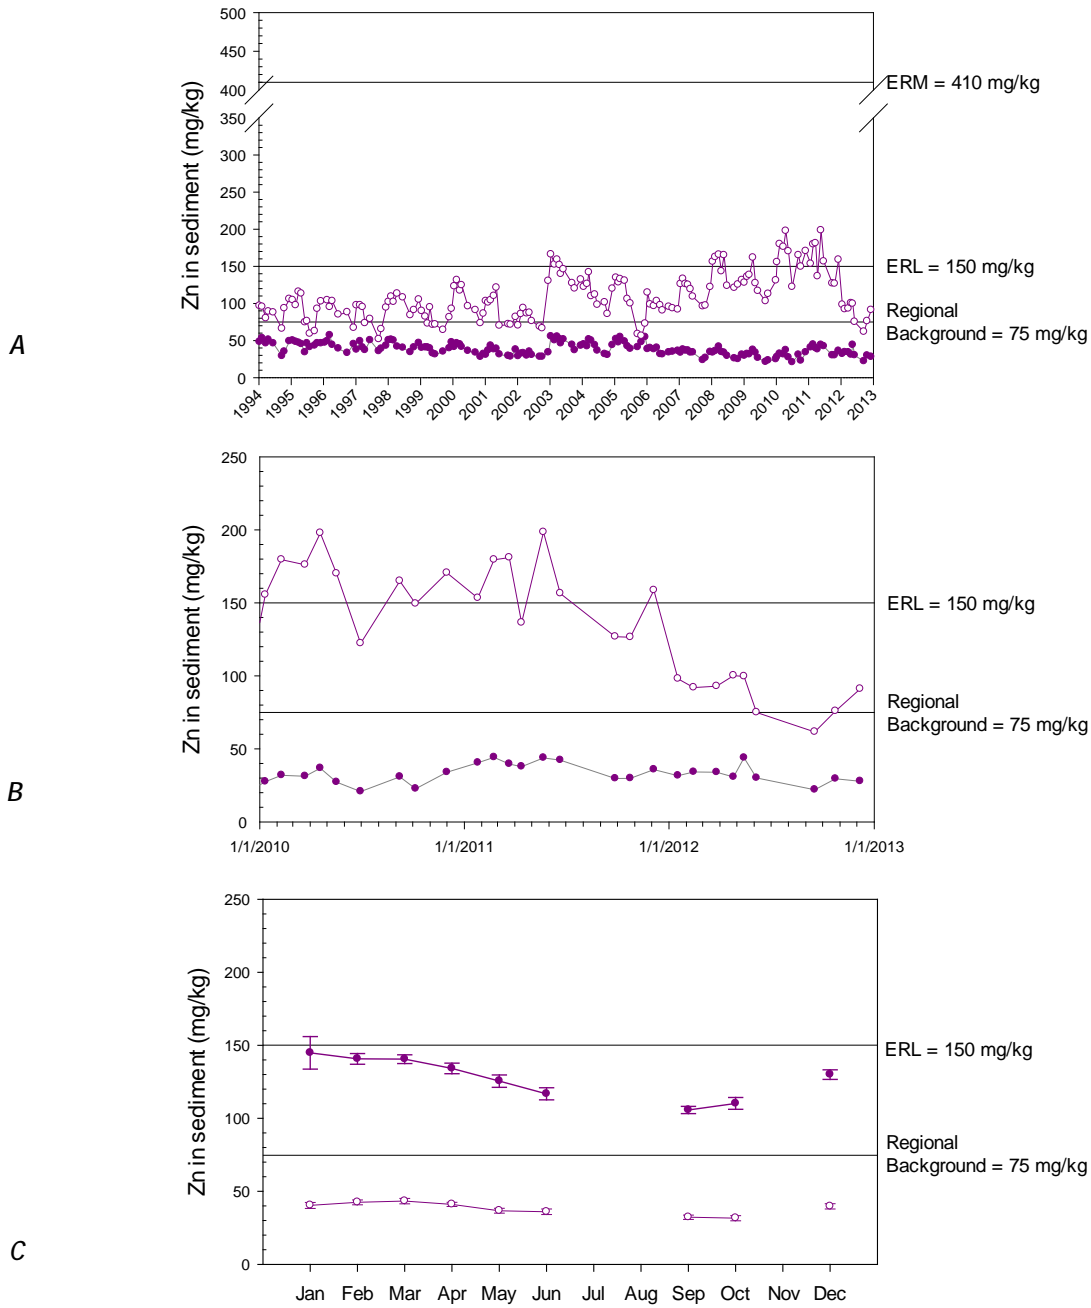 500
450
400
350
300
250
200
150
100
50
0
Zn in sediment (mg/kg)
ERM = 410 mg/kg
ERL = 150 mg/kg
Regional
Background = 75 mg/kg
A
1994 1995 1996 1997 1998 1999 2000 2001 2002 2003 2004 2005 2006 2007 2008 2009 2010 2011 2012 2013
250
200
150
100
50
0
Zn in sediment (mg/kg)
ERL = 150 mg/kg
Regional
Background = 75 mg/kg
B
1/1/2010 1/1/2011 1/1/2012 1/1/2013
250
200
150
100
50
0
Zn in sediment (mg/kg)
ERL = 150 mg/kg
Regional
Background = 75 mg/kg
C
Jan Feb Mar Apr May Jun Jul Aug Sep Oct Nov Dec